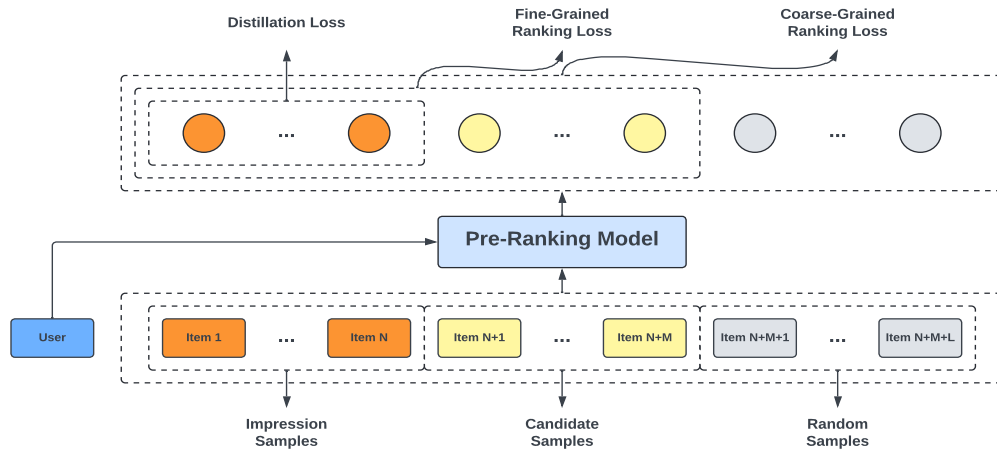 Distillation Loss
Fine-Grained
Ranking Loss
Coarse-Grained
Ranking Loss
...
...
...
Pre-Ranking Model
User
Item 1
...
Item N
Item N+1
...
Item N+M
Item N+M+1
...
Item N+M+L
Impression
Samples
Candidate
Samples
Random
Samples